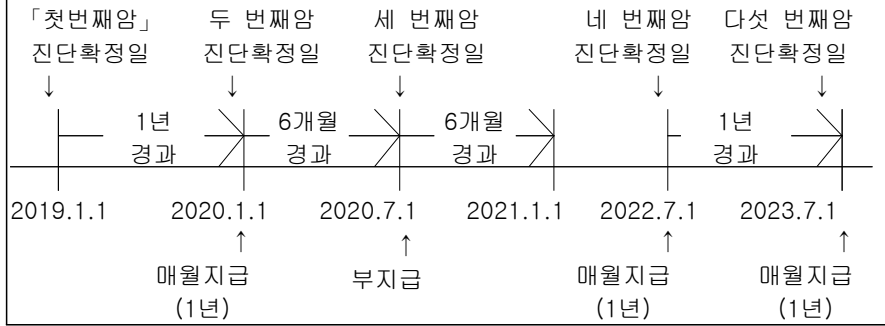 「첫번째암」 두 번째암 세 번째암 네 번째암 다섯 번째암
진단확정일 진단확정일 진단확정일 진단확정일 진단확정일
↓ ↓ ↓ ↓ ↓
1년 6개월 6개월 1년
경과 경과 경과 경과
2019.1.1 2020.1.1 2020.7.1 2021.1.1 2022.7.1 2023.7.1
↑ ↑ ↑ ↑
매월지급 부지급 매월지급 매월지급
(1년) (1년) (1년)